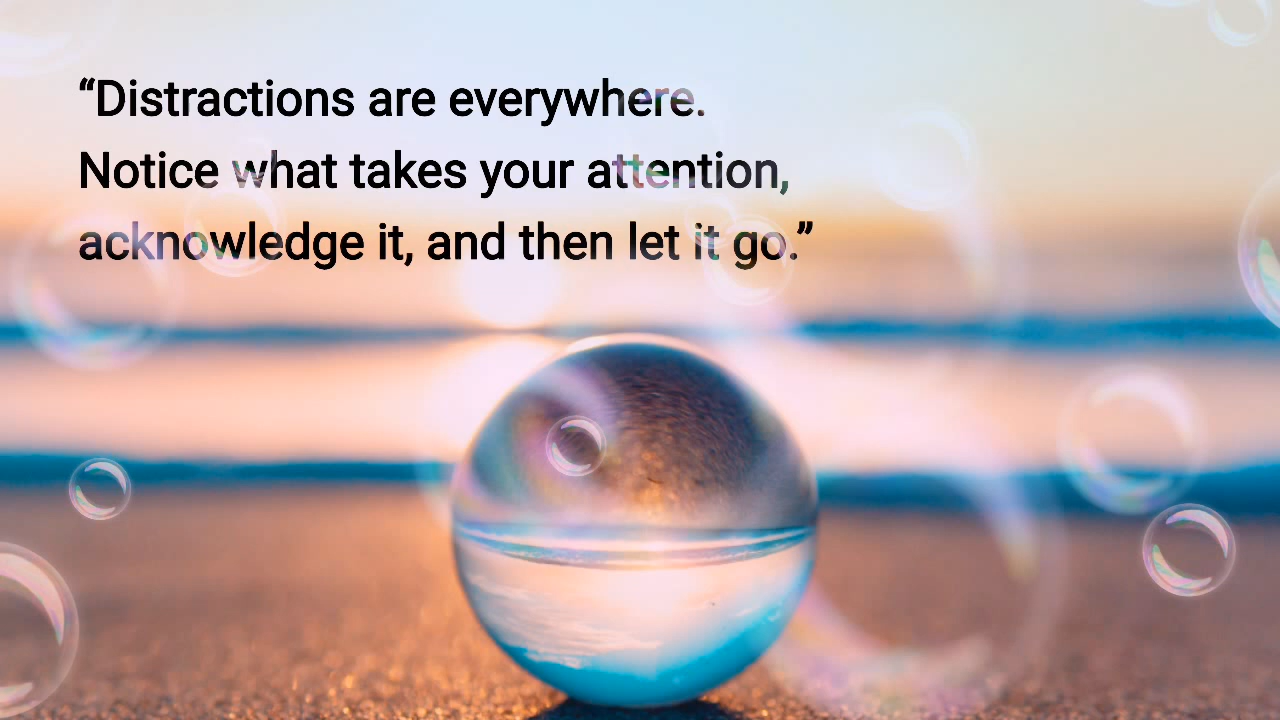 “Distractions are everywhere.
Notice what takes your attention,
acknowledge it, and then let it go.”